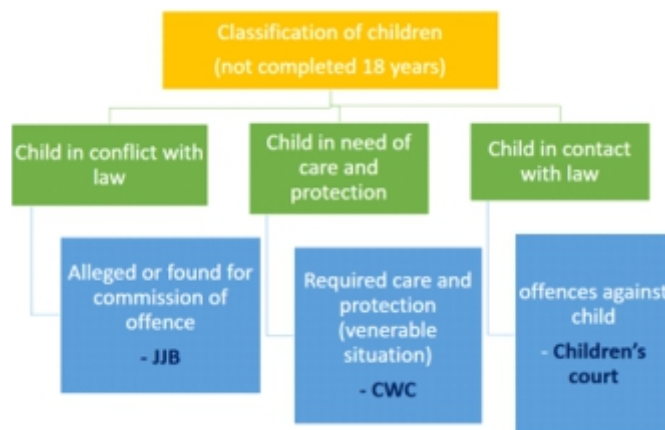 Classification of children
(not completed 18 years)
Child in conflict with
law
Child in need of
care and
protection
Child in contact
with law
Alleged or found for
commission of
offence
- JJB
Required care and
protection
(venerable
situation)
- CWC
offences against
child
- Children's
court